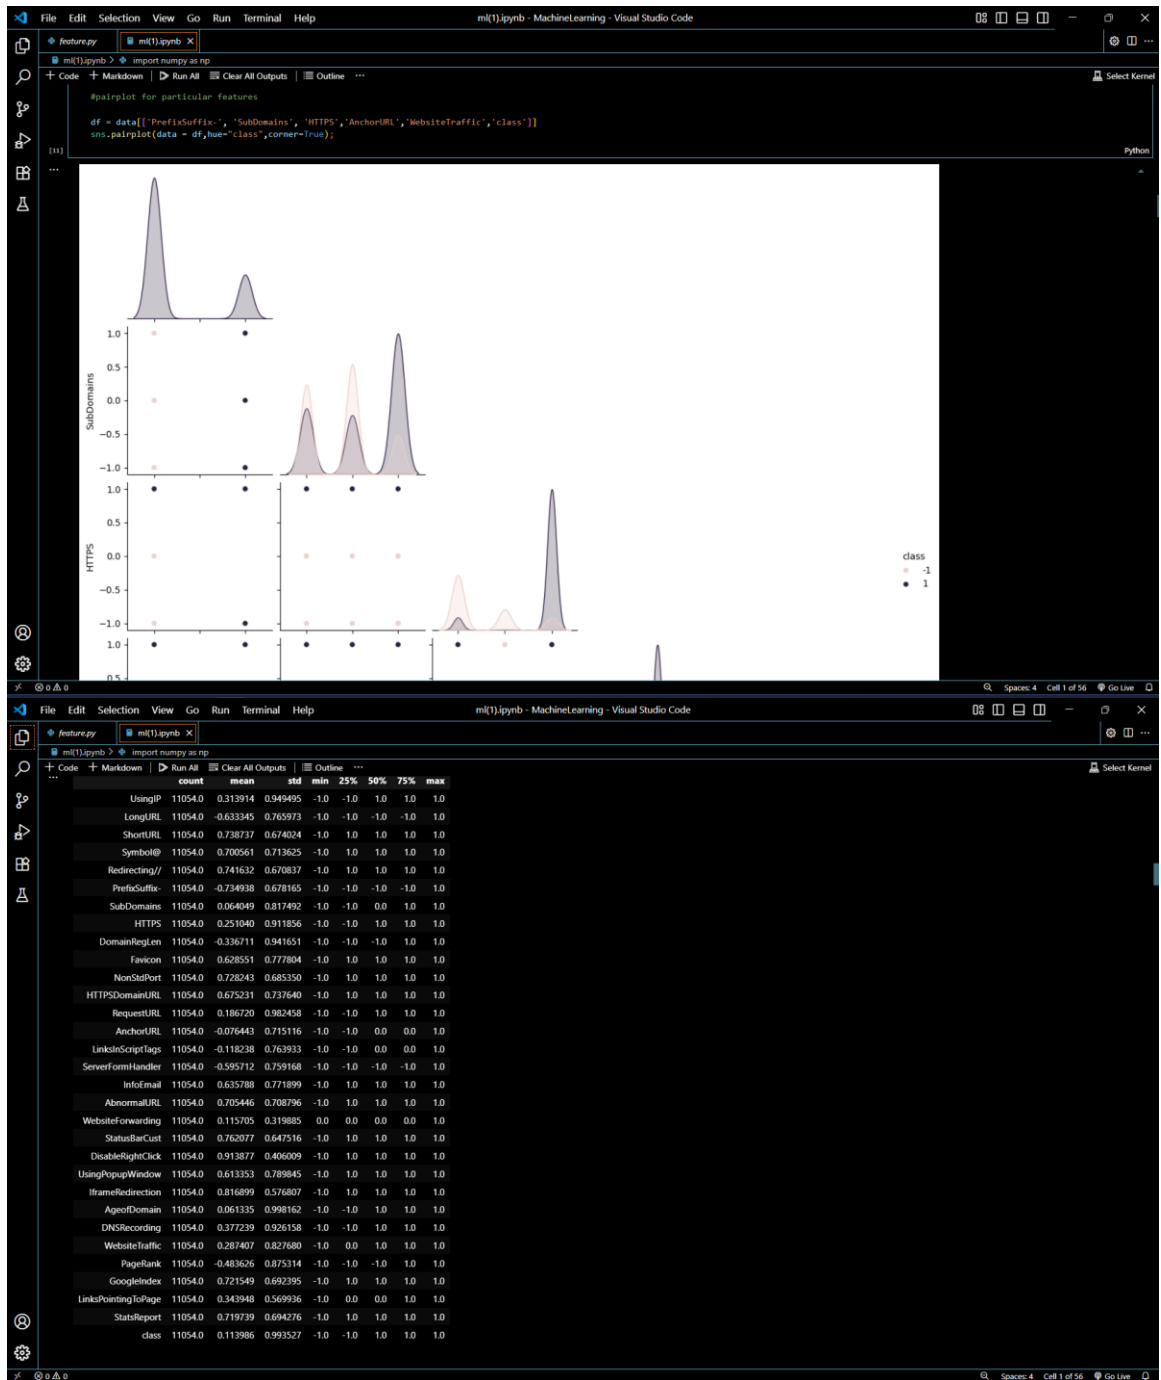 File Edit Selection View Go Run Terminal Help ml(1).ipynb - MachineLearning - Visual Studio Code
feature.py ml(1).ipynb
ml(1).ipynb > import numpy as np
+ Code + Markdown | Run All Clear All Outputs | Outline ... Select Kernel
#pairplot for particular features
df = data[['PrefixSuffix-', 'SubDomains', 'HTTPS','AnchorURL','WebsiteTraffic','class']]
sns.pairplot(data = df,hue="class",corner=True);
[11] Python
...
1.0
0.5
0.0
−0.5
−1.0
SubDomains
1.0
0.5
0.0
−0.5
−1.0
HTTPS
class
-1
1
1.0
0.5
0 0 Spaces: 4 Cell 1 of 56 Go Live
File Edit Selection View Go Run Terminal Help ml(1).ipynb - MachineLearning - Visual Studio Code
feature.py ml(1).ipynb
ml(1).ipynb > import numpy as np
+ Code + Markdown | Run All Clear All Outputs | Outline ... Select Kernel
... count mean std min 25% 50% 75% max
UsingIP 11054.0 0.313914 0.949495 -1.0 -1.0 1.0 1.0 1.0
LongURL 11054.0 -0.633345 0.765973 -1.0 -1.0 -1.0 -1.0 1.0
ShortURL 11054.0 0.738737 0.674024 -1.0 1.0 1.0 1.0 1.0
Symbol@ 11054.0 0.700561 0.713625 -1.0 1.0 1.0 1.0 1.0
Redirecting// 11054.0 0.741632 0.670837 -1.0 1.0 1.0 1.0 1.0
PrefixSuffix- 11054.0 -0.734938 0.678165 -1.0 -1.0 -1.0 -1.0 1.0
SubDomains 11054.0 0.064049 0.817492 -1.0 -1.0 0.0 1.0 1.0
HTTPS 11054.0 0.251040 0.911856 -1.0 -1.0 1.0 1.0 1.0
DomainRegLen 11054.0 -0.336711 0.941651 -1.0 -1.0 -1.0 1.0 1.0
Favicon 11054.0 0.628551 0.777804 -1.0 1.0 1.0 1.0 1.0
NonStdPort 11054.0 0.728243 0.685350 -1.0 1.0 1.0 1.0 1.0
HTTPSDomainURL 11054.0 0.675231 0.737640 -1.0 1.0 1.0 1.0 1.0
RequestURL 11054.0 0.186720 0.982458 -1.0 -1.0 1.0 1.0 1.0
AnchorURL 11054.0 -0.076443 0.715116 -1.0 -1.0 0.0 0.0 1.0
LinksInScriptTags 11054.0 -0.118238 0.763933 -1.0 -1.0 0.0 0.0 1.0
ServerFormHandler 11054.0 -0.595712 0.759168 -1.0 -1.0 -1.0 -1.0 1.0
InfoEmail 11054.0 0.635788 0.771899 -1.0 1.0 1.0 1.0 1.0
AbnormalURL 11054.0 0.705446 0.708796 -1.0 1.0 1.0 1.0 1.0
WebsiteForwarding 11054.0 0.115705 0.319885 0.0 0.0 0.0 0.0 1.0
StatusBarCust 11054.0 0.762077 0.647516 -1.0 1.0 1.0 1.0 1.0
DisableRightClick 11054.0 0.913877 0.406009 -1.0 1.0 1.0 1.0 1.0
UsingPopupWindow 11054.0 0.613353 0.789845 -1.0 1.0 1.0 1.0 1.0
IframeRedirection 11054.0 0.816899 0.576807 -1.0 1.0 1.0 1.0 1.0
AgeofDomain 11054.0 0.061335 0.998162 -1.0 -1.0 1.0 1.0 1.0
DNSRecording 11054.0 0.377239 0.926158 -1.0 -1.0 1.0 1.0 1.0
WebsiteTraffic 11054.0 0.287407 0.827680 -1.0 0.0 1.0 1.0 1.0
PageRank 11054.0 -0.483626 0.875314 -1.0 -1.0 -1.0 1.0 1.0
GoogleIndex 11054.0 0.721549 0.692395 -1.0 1.0 1.0 1.0 1.0
LinksPointingToPage 11054.0 0.343948 0.569936 -1.0 0.0 0.0 1.0 1.0
StatsReport 11054.0 0.719739 0.694276 -1.0 1.0 1.0 1.0 1.0
class 11054.0 0.113986 0.993527 -1.0 -1.0 1.0 1.0 1.0
0 0 Spaces: 4 Cell 1 of 56 Go Live